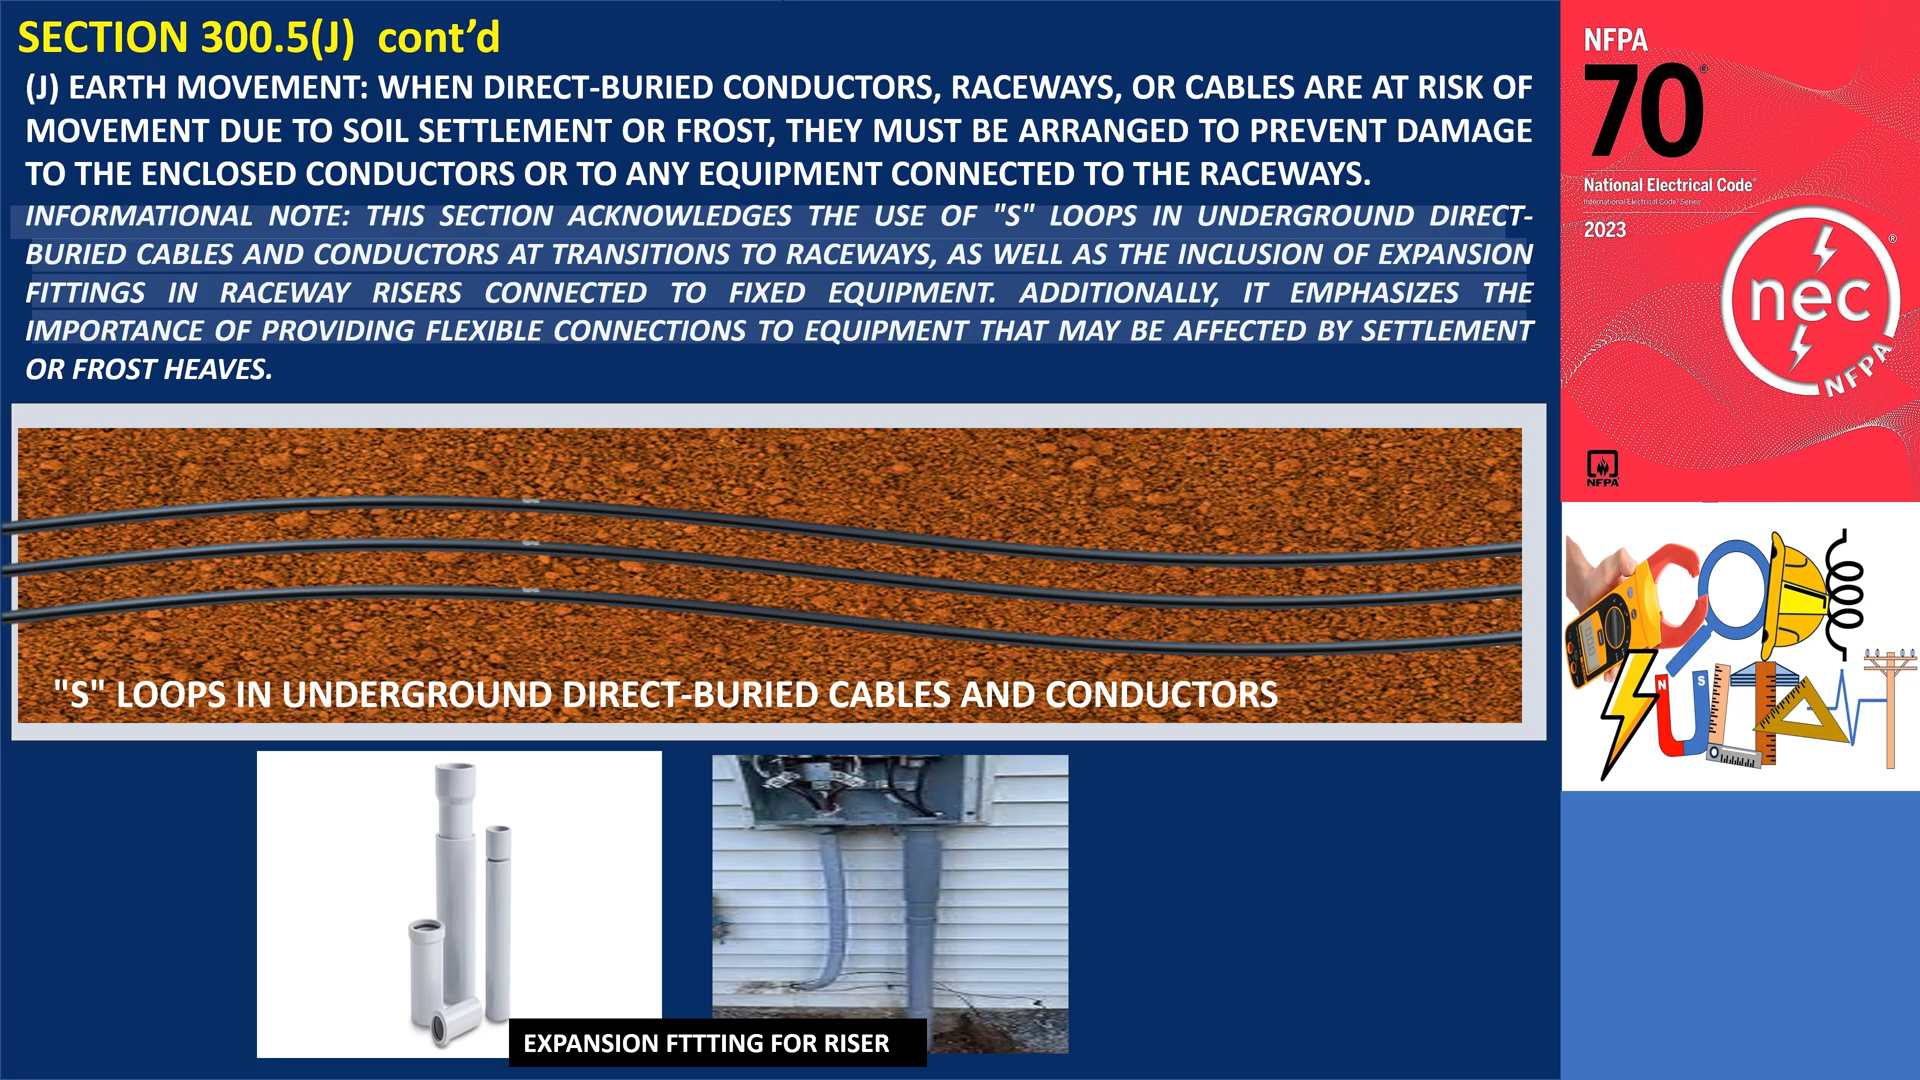 SECTION 300.5(J) cont’d
(J) EARTH MOVEMENT: WHEN DIRECT-BURIED CONDUCTORS, RACEWAYS, OR CABLES ARE AT RISK OF
MOVEMENT DUE TO SOIL SETTLEMENT OR FROST, THEY MUST BE ARRANGED TO PREVENT DAMAGE
TO THE ENCLOSED CONDUCTORS OR TO ANY EQUIPMENT CONNECTED TO THE RACEWAYS.
INFORMATIONAL NOTE: THIS SECTION ACKNOWLEDGES THE USE OF "S" LOOPS IN UNDERGROUND DIRECT-
BURIED CABLES AND CONDUCTORS AT TRANSITIONS TO RACEWAYS, AS WELL AS THE INCLUSION OF EXPANSION
FITTINGS IN RACEWAY RISERS CONNECTED TO FIXED EQUIPMENT. ADDITIONALLY, IT EMPHASIZES THE
IMPORTANCE OF PROVIDING FLEXIBLE CONNECTIONS TO EQUIPMENT THAT MAY BE AFFECTED BY SETTLEMENT
OR FROST HEAVES.
"S" LOOPS IN UNDERGROUND DIRECT-BURIED CABLES AND CONDUCTORS
EXPANSION FTTTING FOR RISER
NFPA
70®
National Electrical Code®
International Electrical Code® Series
2023
nec®
NFPA
NFPA
N S